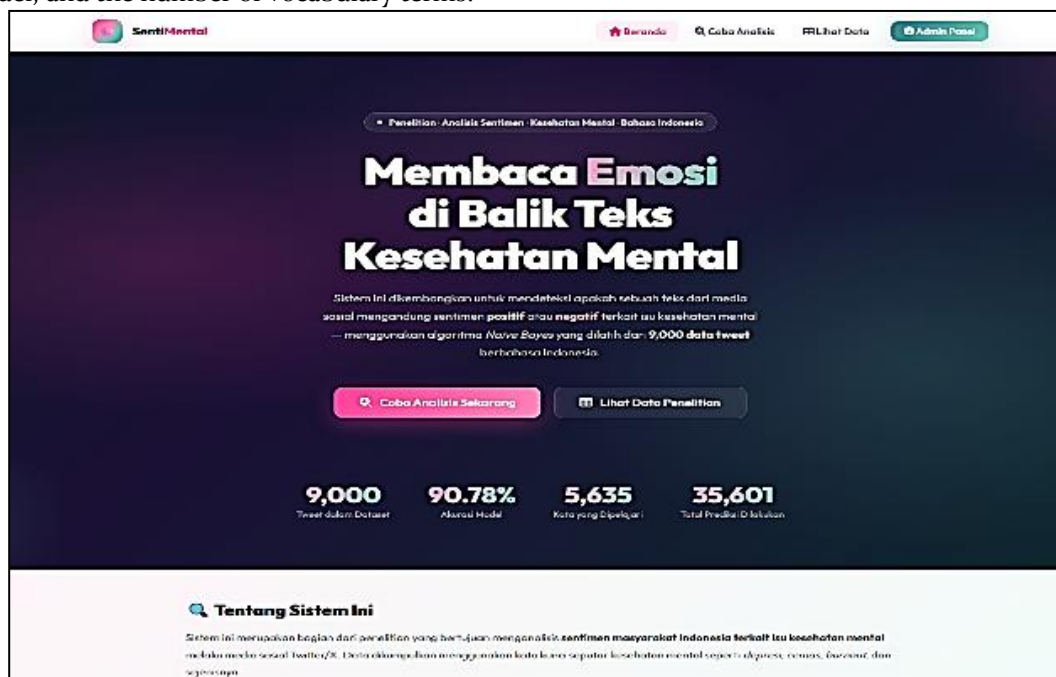 and the number of vocabulary terms.
SentiMental
Beranda
Coba Analisis
Lihat Data
Admin Panel
Penelitian · Analisis Sentimen · Kesehatan Mental · Bahasa Indonesia
Membaca Emosi
di Balik Teks
Kesehatan Mental
Sistem ini dikembangkan untuk mendeteksi apakah sebuah teks dari media
sosial mengandung sentimen positif atau negatif terkait isu kesehatan mental
— menggunakan algoritma Naive Bayes yang dilatih dari 9,000 data tweet
berbahasa Indonesia.
Coba Analisis Sekarang
Lihat Data Penelitian
9,000
Tweet dalam Dataset
90.78%
Akurasi Model
5,635
Kata yang Dipelajari
35,601
Total Prediksi Dilakukan
Tentang Sistem Ini
Sistem ini merupakan bagian dari penelitian yang bertujuan menganalisis sentimen masyarakat Indonesia terkait isu kesehatan mental
melalui media sosial Twitter/X. Data dikumpulkan menggunakan kata kunci seputar kesehatan mental seperti depresi, cemas, burnout, dan
sejenisnya.